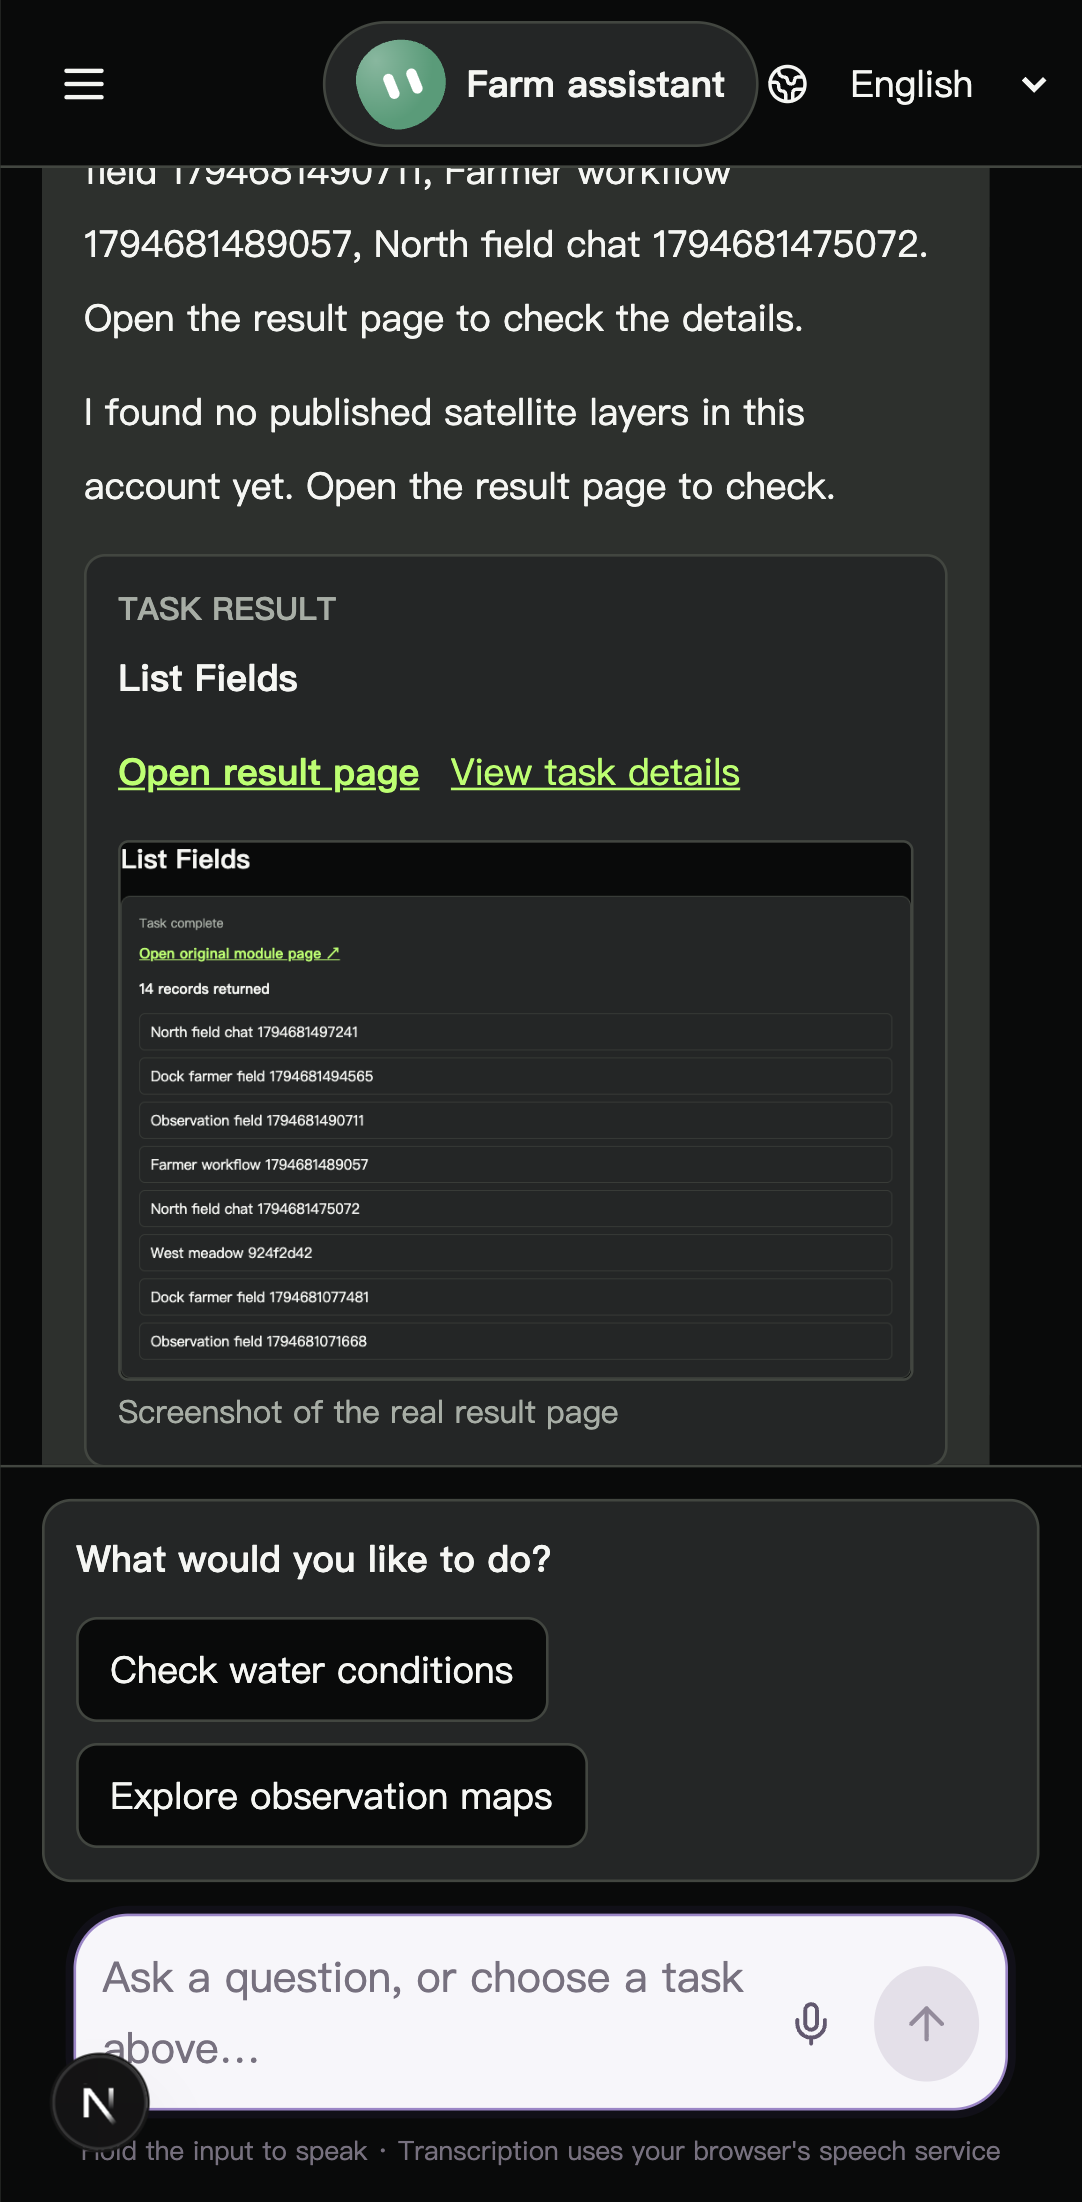 Farm assistant
English
field 1794681490711, Farmer workflow
1794681489057, North field chat 1794681475072.
Open the result page to check the details.
I found no published satellite layers in this
account yet. Open the result page to check.
TASK RESULT
List Fields
Open result page View task details
List Fields
Task complete
Open original module page ↗
14 records returned
North field chat 1794681497241
Dock farmer field 1794681494565
Observation field 1794681490711
Farmer workflow 1794681489057
North field chat 1794681475072
West meadow 924f2d42
Dock farmer field 1794681077481
Observation field 1794681071668
Screenshot of the real result page
What would you like to do?
Check water conditions
Explore observation maps
Ask a question, or choose a task
above...
N
Hold the input to speak · Transcription uses your browser's speech service